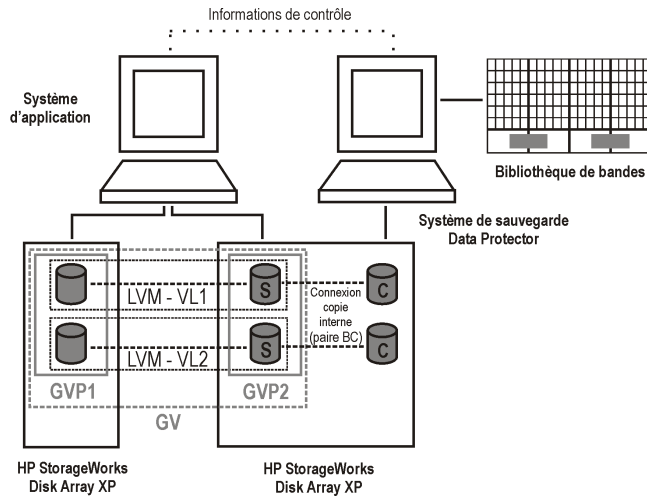 Informations de contrôle
Système
d'application
Bibliothèque de bandes
Système de sauvegarde
Data Protector
S
C
LVM - VL1
Connexion
copie
interne
(paire BC)
S
C
LVM - VL2
GVP1
GVP2
GV
HP StorageWorks
Disk Array XP
HP StorageWorks
Disk Array XP